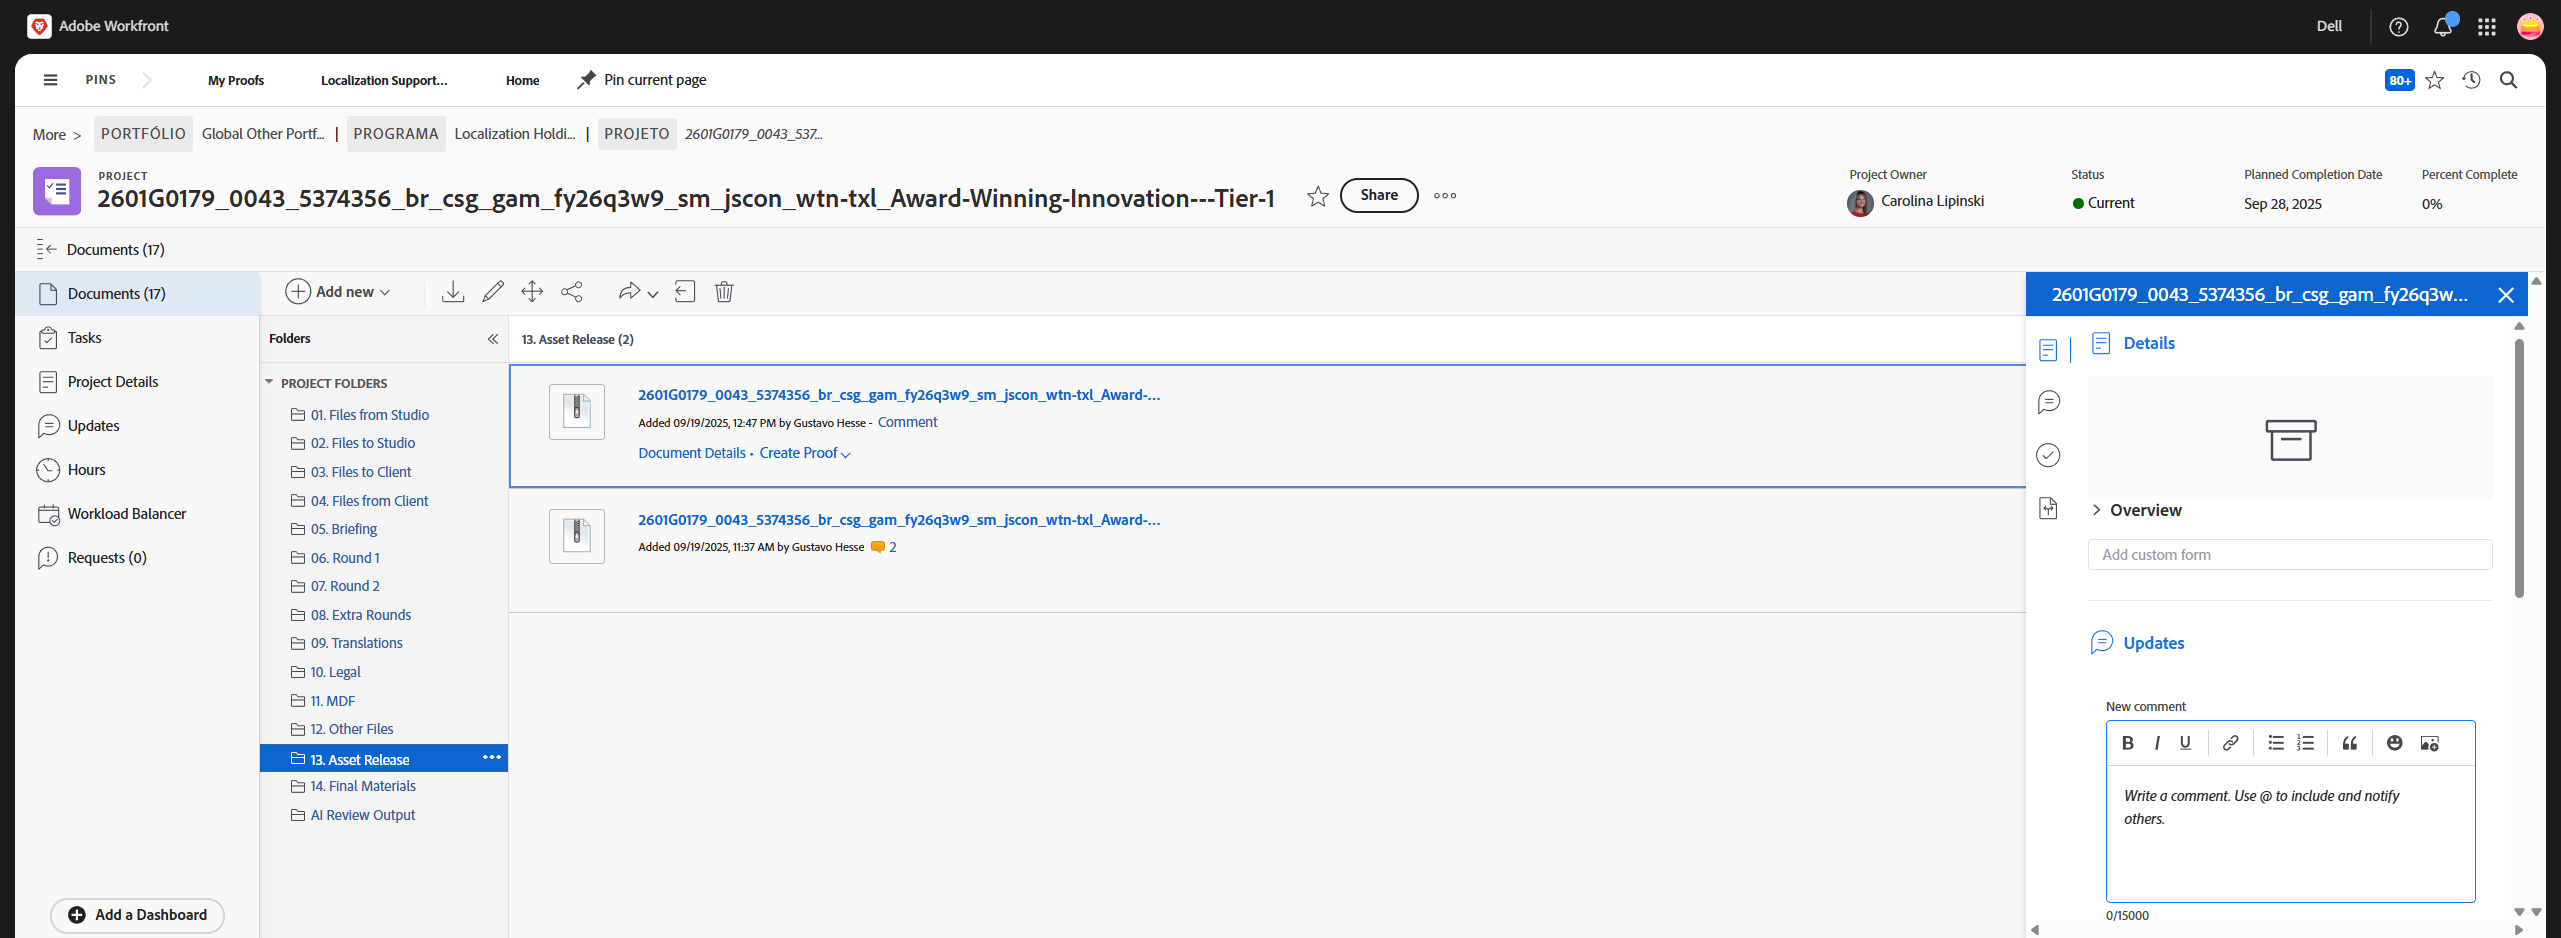 Adobe Workfront
Dell
PINS
My Proofs
Localization Support...
Home
Pin current page
80+
More >
PORTFÓLIO Global Other Portf... | PROGRAMA Localization Holdi... | PROJETO 2601G0179_0043_537...
PROJECT
2601G0179_0043_5374356_br_csg_gam_fy26q3w9_sm_jscon_wtn-txl_Award-Winning-Innovation---Tier-1
Share
Project Owner
Carolina Lipinski
Status
Current
Planned Completion Date
Sep 28, 2025
Percent Complete
0%
Documents (17)
Documents (17)
Tasks
Project Details
Updates
Hours
Workload Balancer
Requests (0)
Add a Dashboard
Add new
Folders
PROJECT FOLDERS
01. Files from Studio
02. Files to Studio
03. Files to Client
04. Files from Client
05. Briefing
06. Round 1
07. Round 2
08. Extra Rounds
09. Translations
10. Legal
11. MDF
12. Other Files
13. Asset Release
14. Final Materials
AI Review Output
13. Asset Release (2)
2601G0179_0043_5374356_br_csg_gam_fy26q3w9_sm_jscon_wtn-txl_Award-...
Added 09/19/2025, 12:47 PM by Gustavo Hesse - Comment
Document Details • Create Proof
2601G0179_0043_5374356_br_csg_gam_fy26q3w9_sm_jscon_wtn-txl_Award-...
Added 09/19/2025, 11:37 AM by Gustavo Hesse 2
2601G0179_0043_5374356_br_csg_gam_fy26q3w...
Details
Overview
Add custom form
Updates
New comment
B I U
Write a comment. Use @ to include and notify
others.
0/15000